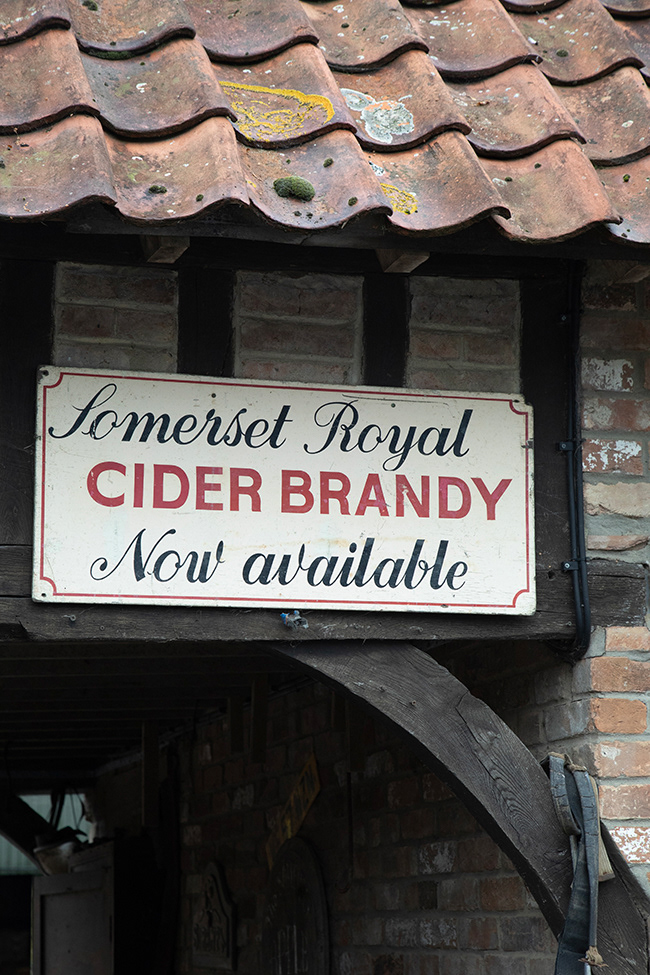 Somerset Royal
CIDER BRANDY
Now available